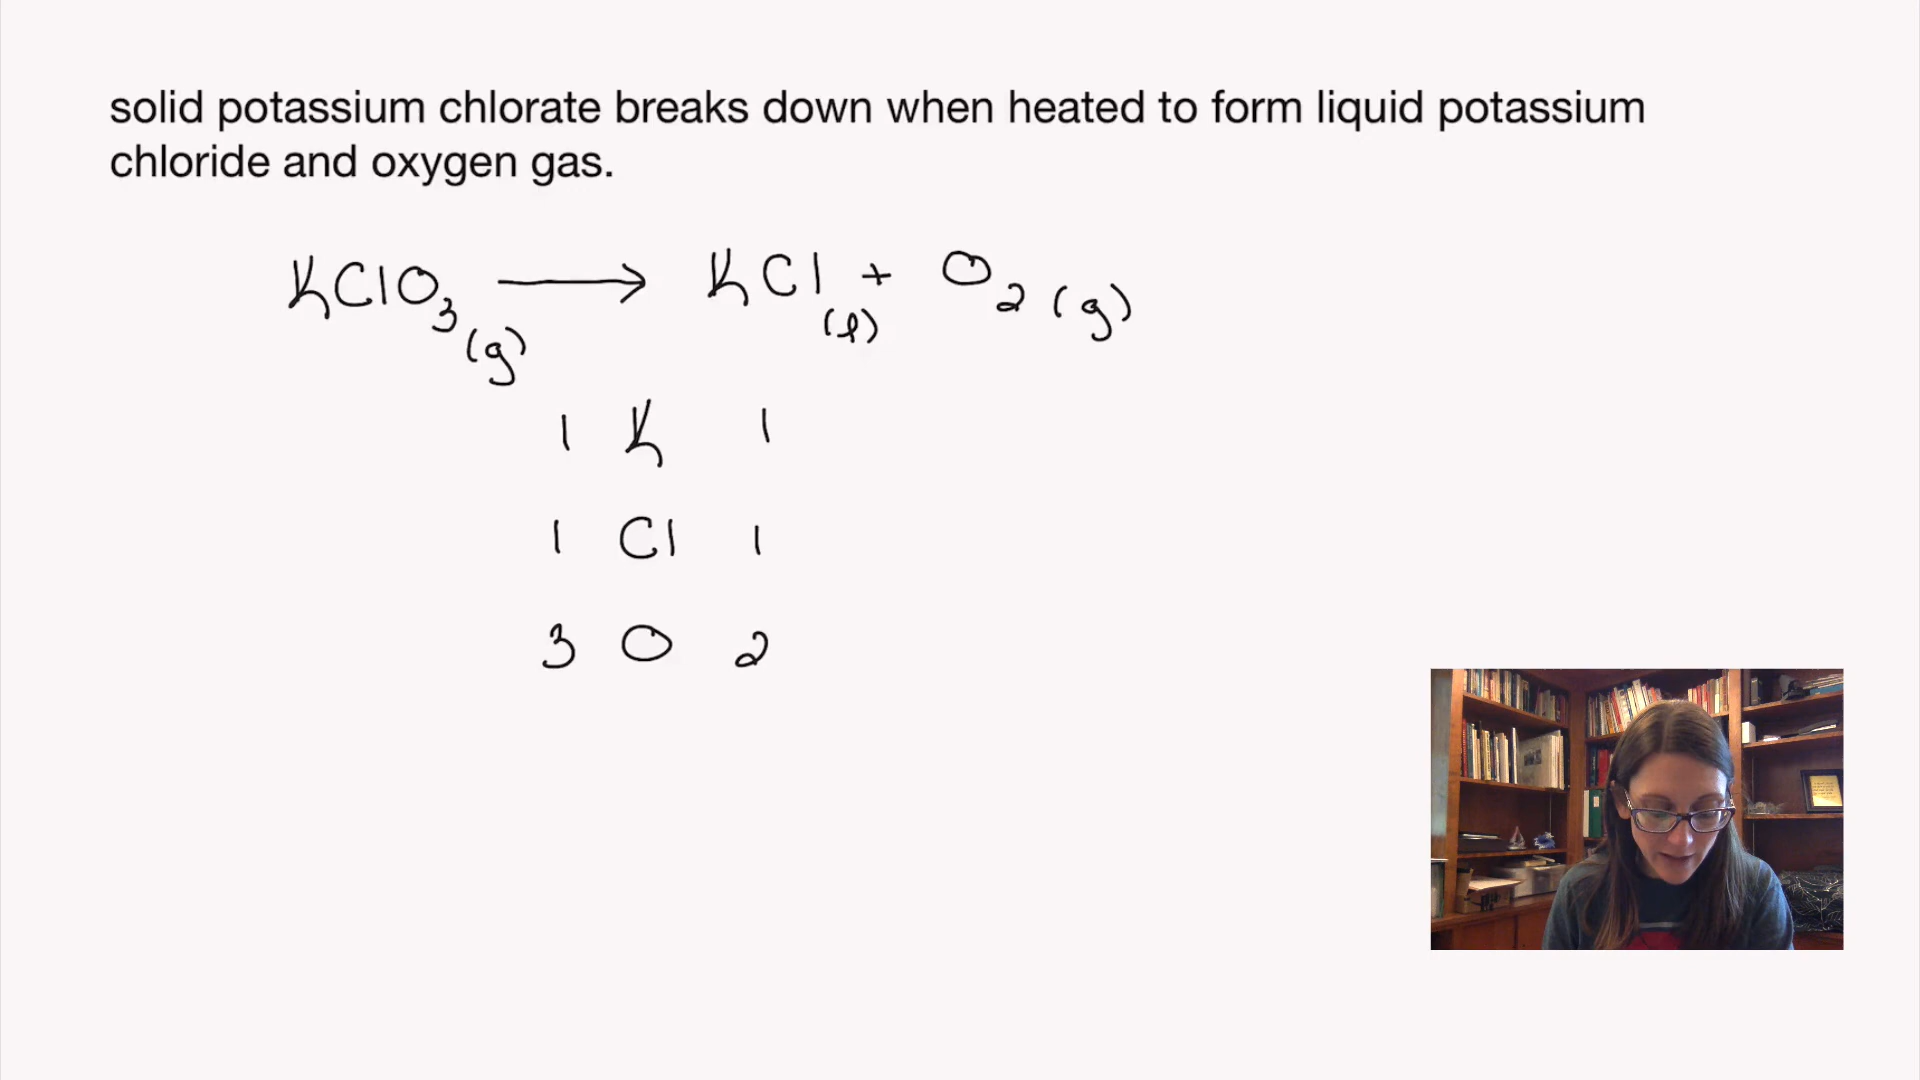 solid potassium chlorate breaks down when heated to form liquid potassium
chloride and oxygen gas.
KClO₃(g) ⟶ KCl(l) + O₂(g)
1 K 1
1 Cl 1
3 O 2